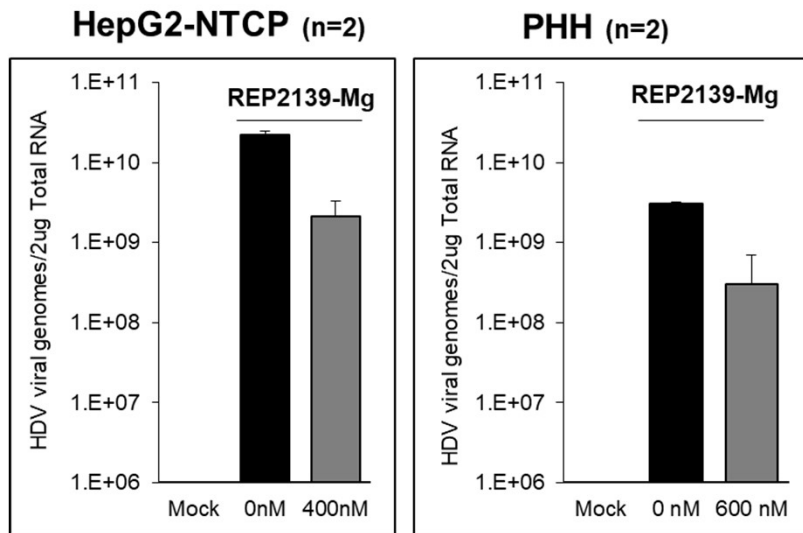 HepG2-NTCP (n=2)
HDV viral genomes/2ug Total RNA
1.E+11
1.E+10
1.E+09
1.E+08
1.E+07
1.E+06
REP2139-Mg
Mock 0nM 400nM
PHH (n=2)
HDV viral genomes/2ug Total RNA
1.E+11
1.E+10
1.E+09
1.E+08
1.E+07
1.E+06
REP2139-Mg
Mock 0 nM 600 nM